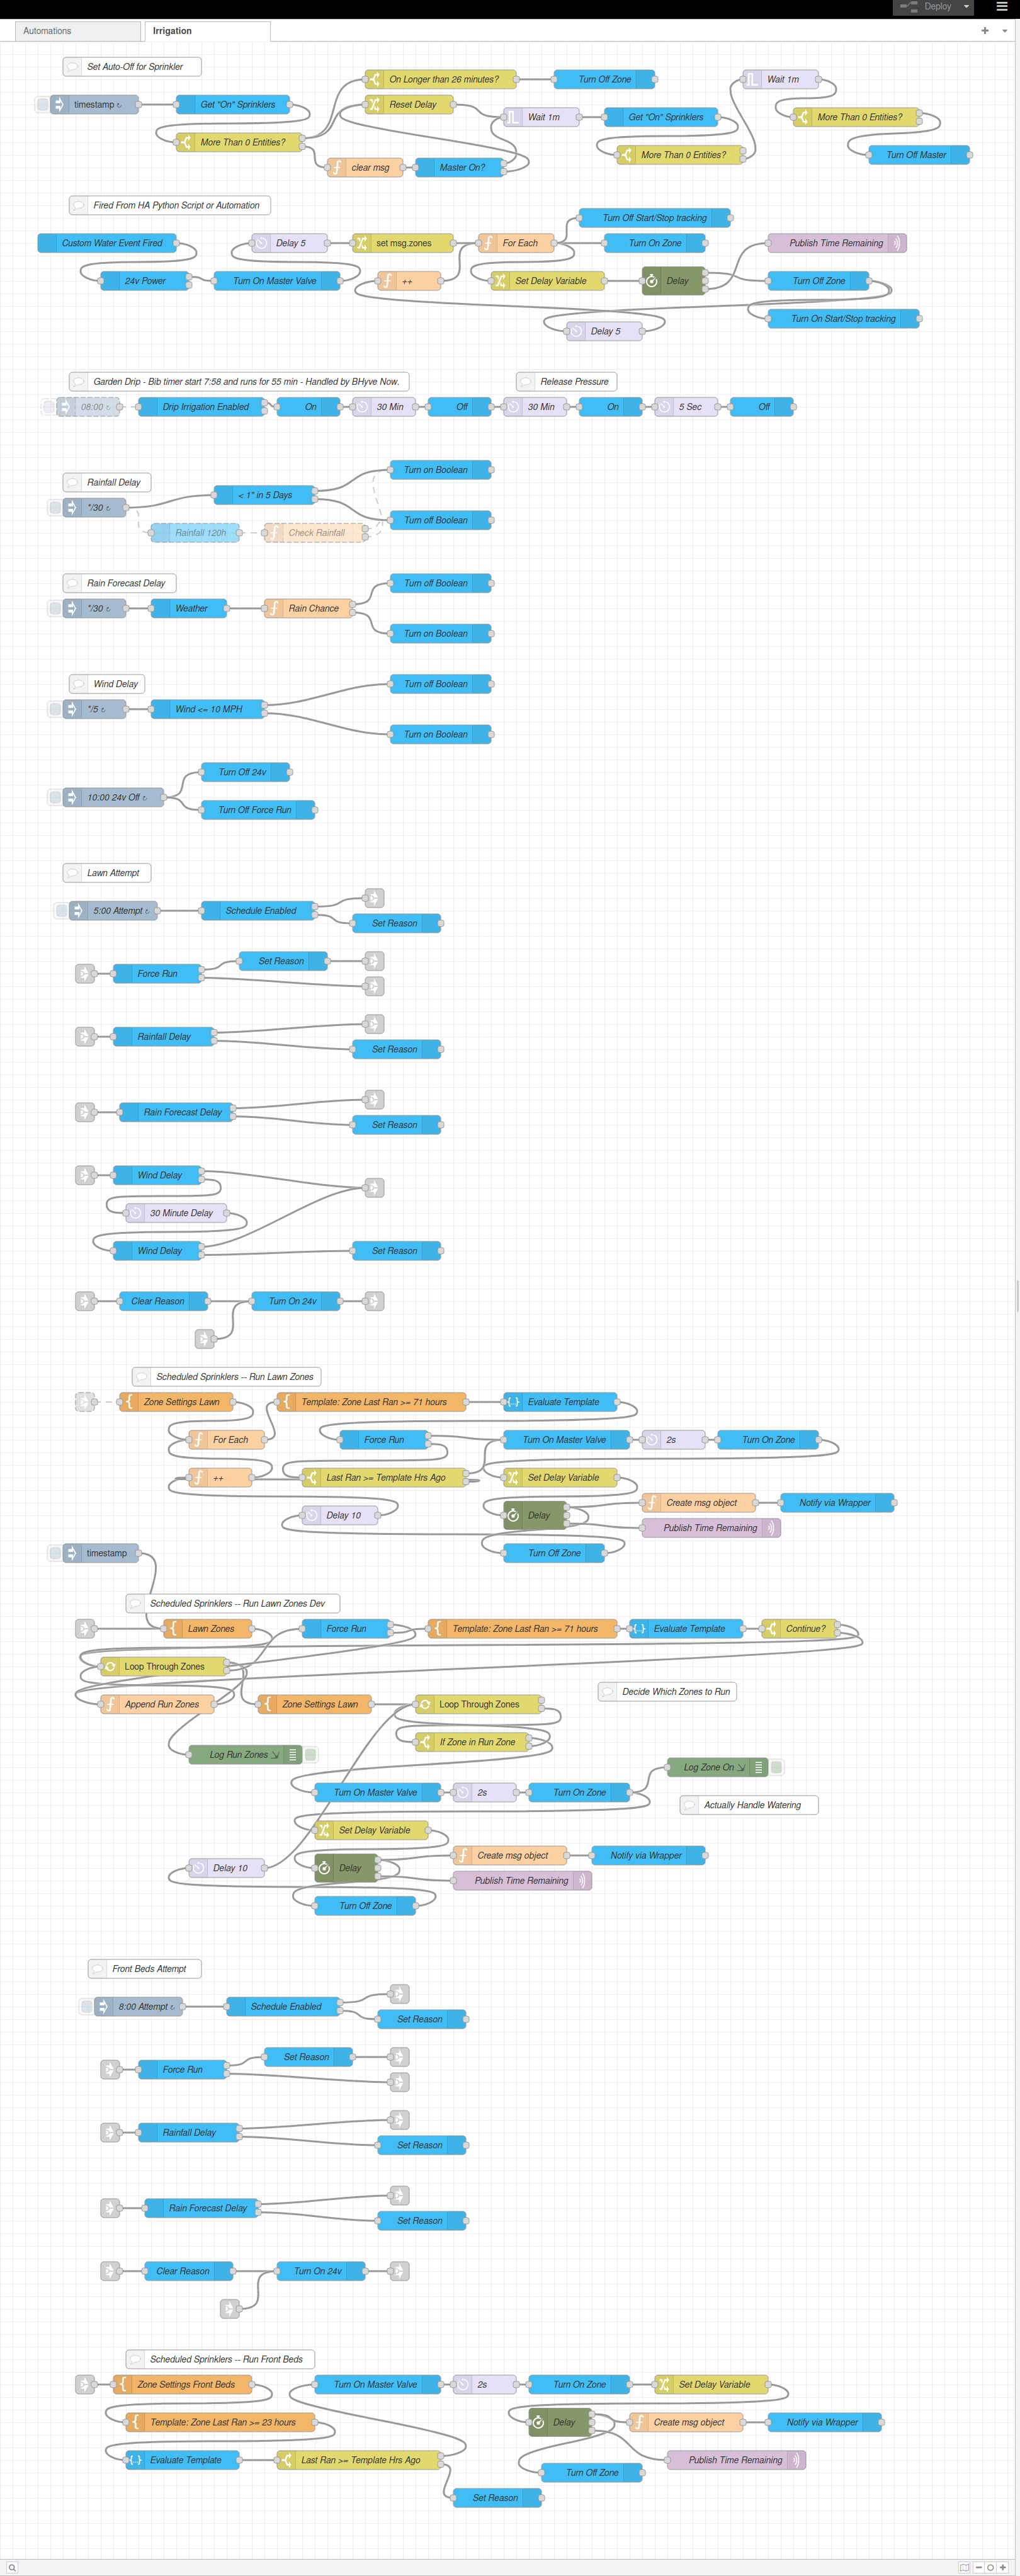 Deploy
Automations
Irrigation
Set Auto-Off for Sprinkler
On Longer than 26 minutes?
Turn Off Zone
Wait 1m
timestamp ↻
Get "On" Sprinklers
Reset Delay
Wait 1m
Get "On" Sprinklers
More Than 0 Entities?
More Than 0 Entities?
More Than 0 Entities?
Turn Off Master
clear msg
Master On?
Fired From HA Python Script or Automation
Turn Off Start/Stop tracking
Custom Water Event Fired
Delay 5
set msg.zones
For Each
Turn On Zone
Publish Time Remaining
24v Power
Turn On Master Valve
++
Set Delay Variable
Delay
Turn Off Zone
Turn On Start/Stop tracking
Delay 5
Garden Drip - Bib timer start 7:58 and runs for 55 min - Handled by BHyve Now.
Release Pressure
08:00 ↻
Drip Irrigation Enabled
On
30 Min
Off
30 Min
On
5 Sec
Off
Turn on Boolean
Rainfall Delay
< 1" in 5 Days
*/30 ↻
Turn off Boolean
Rainfall 120h
Check Rainfall
Rain Forecast Delay
Turn off Boolean
*/30 ↻
Weather
Rain Chance
Turn on Boolean
Wind Delay
Turn off Boolean
*/5 ↻
Wind <= 10 MPH
Turn on Boolean
Turn Off 24v
10:00 24v Off ↻
Turn Off Force Run
Lawn Attempt
5:00 Attempt ↻
Schedule Enabled
Set Reason
Set Reason
Force Run
Rainfall Delay
Set Reason
Rain Forecast Delay
Set Reason
Wind Delay
30 Minute Delay
Wind Delay
Set Reason
Clear Reason
Turn On 24v
Scheduled Sprinklers -- Run Lawn Zones
Zone Settings Lawn
Template: Zone Last Ran >= 71 hours
Evaluate Template
For Each
Force Run
Turn On Master Valve
2s
Turn On Zone
++
Last Ran >= Template Hrs Ago
Set Delay Variable
Create msg object
Notify via Wrapper
Delay 10
Delay
Publish Time Remaining
timestamp
Turn Off Zone
Scheduled Sprinklers -- Run Lawn Zones Dev
Lawn Zones
Force Run
Template: Zone Last Ran >= 71 hours
Evaluate Template
Continue?
Loop Through Zones
Decide Which Zones to Run
Append Run Zones
Zone Settings Lawn
Loop Through Zones
If Zone in Run Zone
Log Run Zones ⇲
Log Zone On ⇲
Turn On Master Valve
2s
Turn On Zone
Actually Handle Watering
Set Delay Variable
Create msg object
Notify via Wrapper
Delay 10
Delay
Publish Time Remaining
Turn Off Zone
Front Beds Attempt
8:00 Attempt ↻
Schedule Enabled
Set Reason
Set Reason
Force Run
Rainfall Delay
Set Reason
Rain Forecast Delay
Set Reason
Clear Reason
Turn On 24v
Scheduled Sprinklers -- Run Front Beds
Zone Settings Front Beds
Turn On Master Valve
2s
Turn On Zone
Set Delay Variable
Template: Zone Last Ran >= 23 hours
Delay
Create msg object
Notify via Wrapper
Evaluate Template
Last Ran >= Template Hrs Ago
Publish Time Remaining
Turn Off Zone
Set Reason